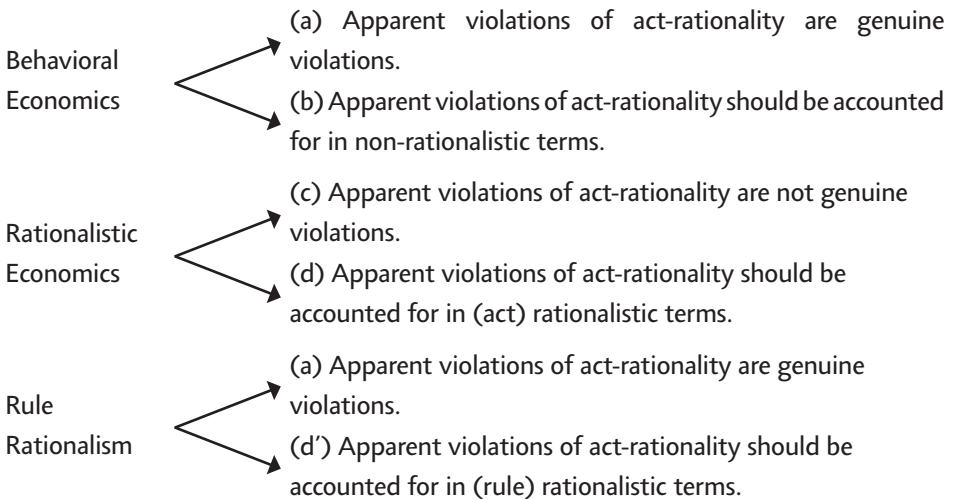 (a) Apparent violations of act-rationality are genuine
violations.
Behavioral
Economics
(b) Apparent violations of act-rationality should be accounted
for in non-rationalistic terms.
(c) Apparent violations of act-rationality are not genuine
violations.
Rationalistic
Economics
(d) Apparent violations of act-rationality should be
accounted for in (act) rationalistic terms.
(a) Apparent violations of act-rationality are genuine
violations.
Rule
Rationalism
(d′) Apparent violations of act-rationality should be
accounted for in (rule) rationalistic terms.